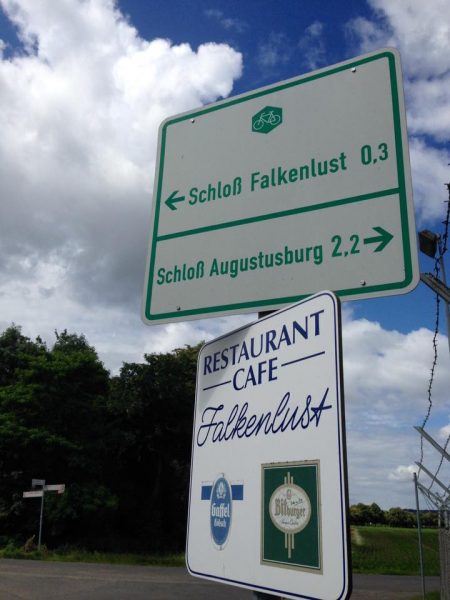 Schloß Falkenlust 0,3
Schloß Augustusburg 2,2
RESTAURANT
CAFE
Falkenlust
Gaffel
Kölsch
Bitburger